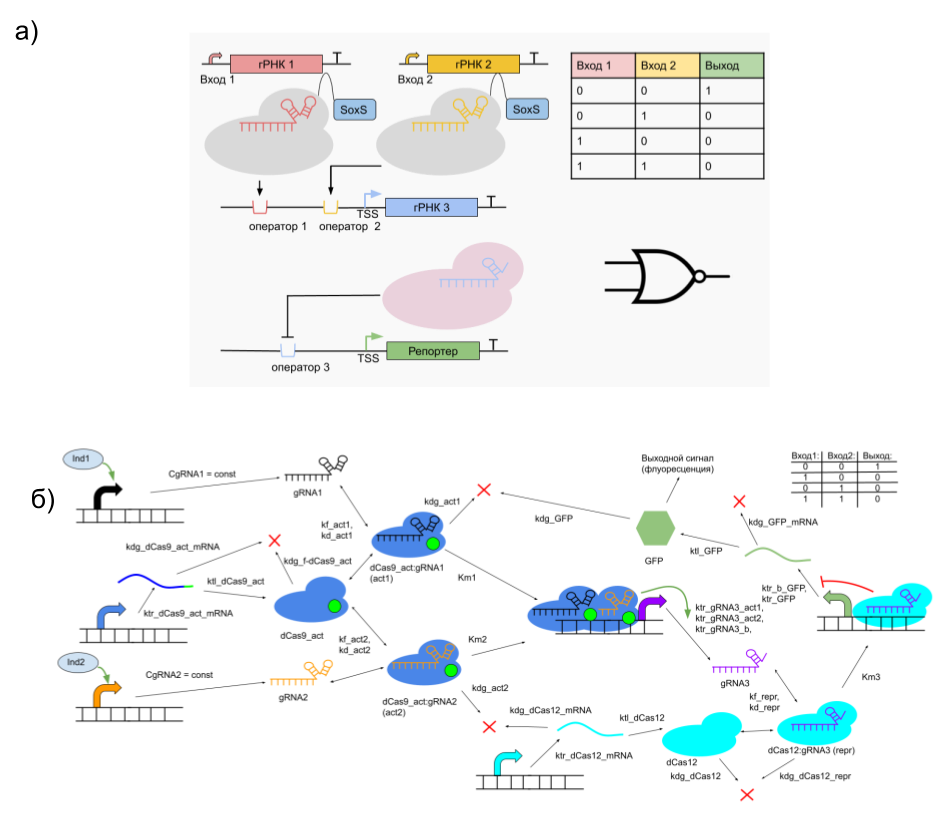 а)
гРНК 1
Вход 1
SoxS
гРНК 2
Вход 2
SoxS
Вход 1 Вход 2 Выход
0 0 1
0 1 0
1 0 0
1 1 0
TSS
гРНК 3
оператор 1
оператор 2
TSS
Репортер
оператор 3
б)
Ind1
CgRNA1 = const
gRNA1
kdg_dCas9_act_mRNA
ktl_dCas9_act
ktr_dCas9_act_mRNA
kdg_f-dCas9_act
dCas9_act
kf_act1,
kd_act1
kdg_act1
dCas9_act:gRNA1
(act1)
Km1
Ind2
CgRNA2 = const
gRNA2
kf_act2,
kd_act2
Km2
dCas9_act:gRNA2
(act2)
kdg_act2
ktr_gRNA3_act1,
ktr_gRNA3_act2,
ktr_gRNA3_b,
gRNA3
kdg_dCas12_mRNA
ktr_dCas12_mRNA
ktl_dCas12
dCas12
kdg_dCas12
kf_repr,
kd_repr
dCas12:gRNA3 (repr)
kdg_dCas12_repr
Km3
Выходной сигнал
(флуоресценция)
kdg_GFP
GFP
ktl_GFP
kdg_GFP_mRNA
ktr_b_GFP,
ktr_GFP
Вход1: Вход2: Выход:
0 0 1
1 0 0
0 1 0
1 1 0